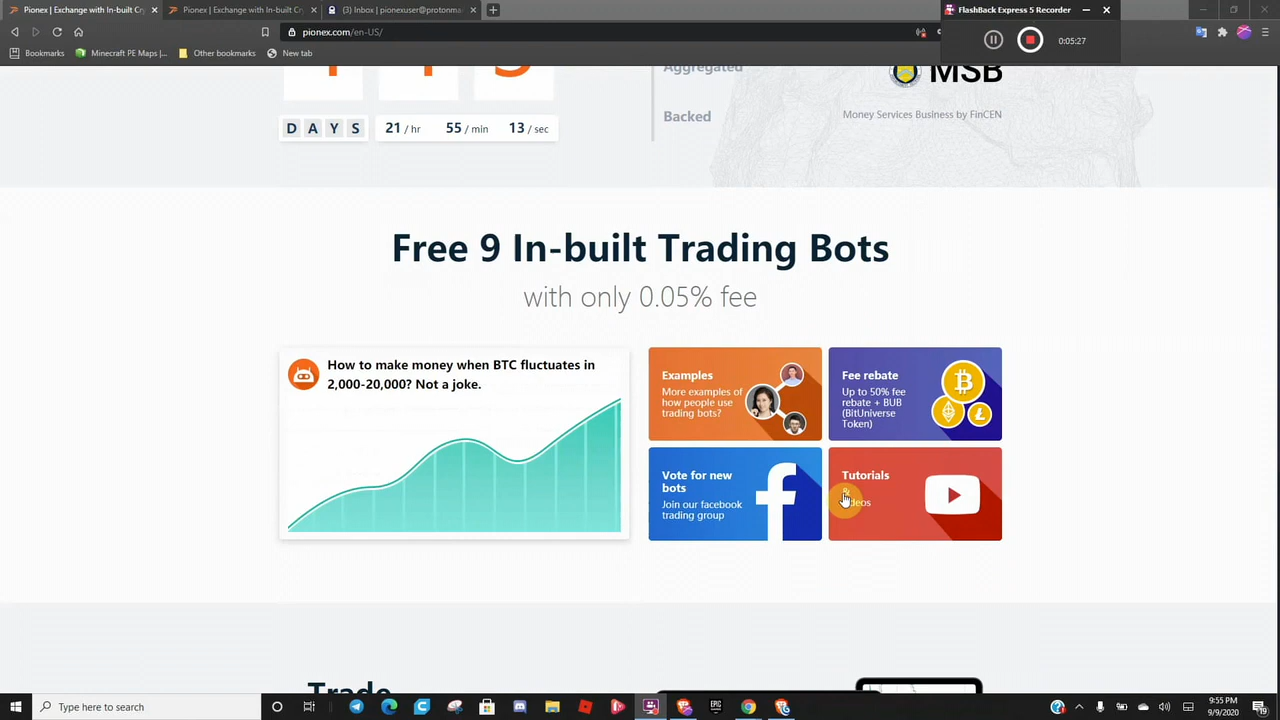 Pionex | Exchange with In-built Cry
Pionex | Exchange with In-built Cry
(3) Inbox | pionexuser@protonma
FlashBack Express 5 Recorder
0:05:27
pionex.com/en-US/
Bookmarks
Minecraft PE Maps |...
Other bookmarks
New tab
Aggregated
MSB
Backed
Money Services Business by FinCEN
D A Y S
21 / hr
55 / min
13 / sec
Free 9 In-built Trading Bots
with only 0.05% fee
How to make money when BTC fluctuates in
2,000-20,000? Not a joke.
Examples
More examples of
how people use
trading bots?
Fee rebate
Up to 50% fee
rebate + BUB
(BitUniverse
Token)
Vote for new
bots
Join our facebook
trading group
Tutorials
Trade
Type here to search
EPIC
9:55 PM
9/9/2020
19